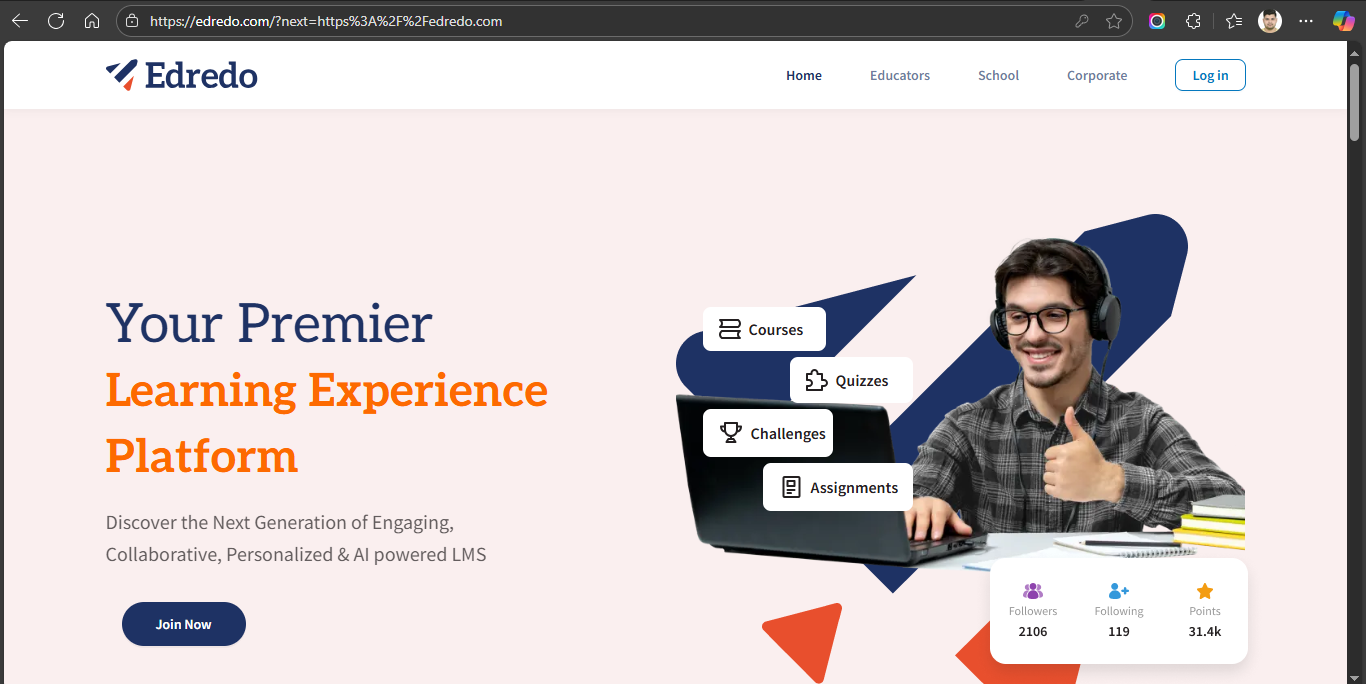 https://edredo.com/?next=https%3A%2F%2Fedredo.com
Edredo
Home
Educators
School
Corporate
Log in
Your Premier
Learning Experience
Platform
Discover the Next Generation of Engaging,
Collaborative, Personalized & AI powered LMS
Join Now
Courses
Quizzes
Challenges
Assignments
Followers
Following
Points
2106
119
31.4k